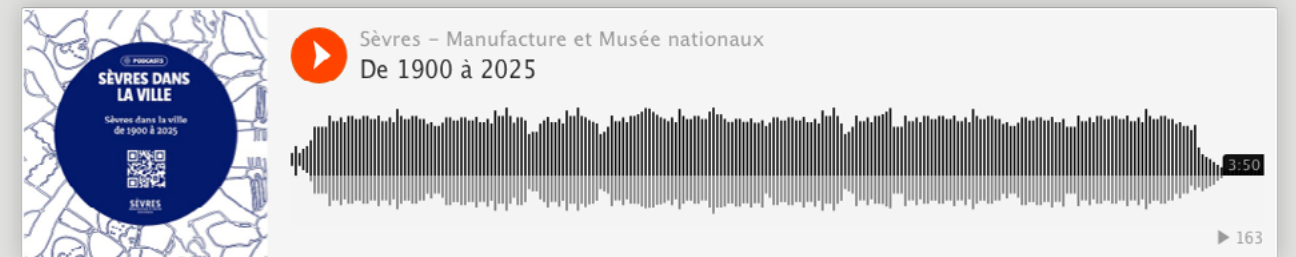 PODCASTS
SÈVRES DANS
LA VILLE
Sèvres dans la ville
de 1900 à 2025
SÈVRES
Sèvres – Manufacture et Musée nationaux
De 1900 à 2025
3:50
163